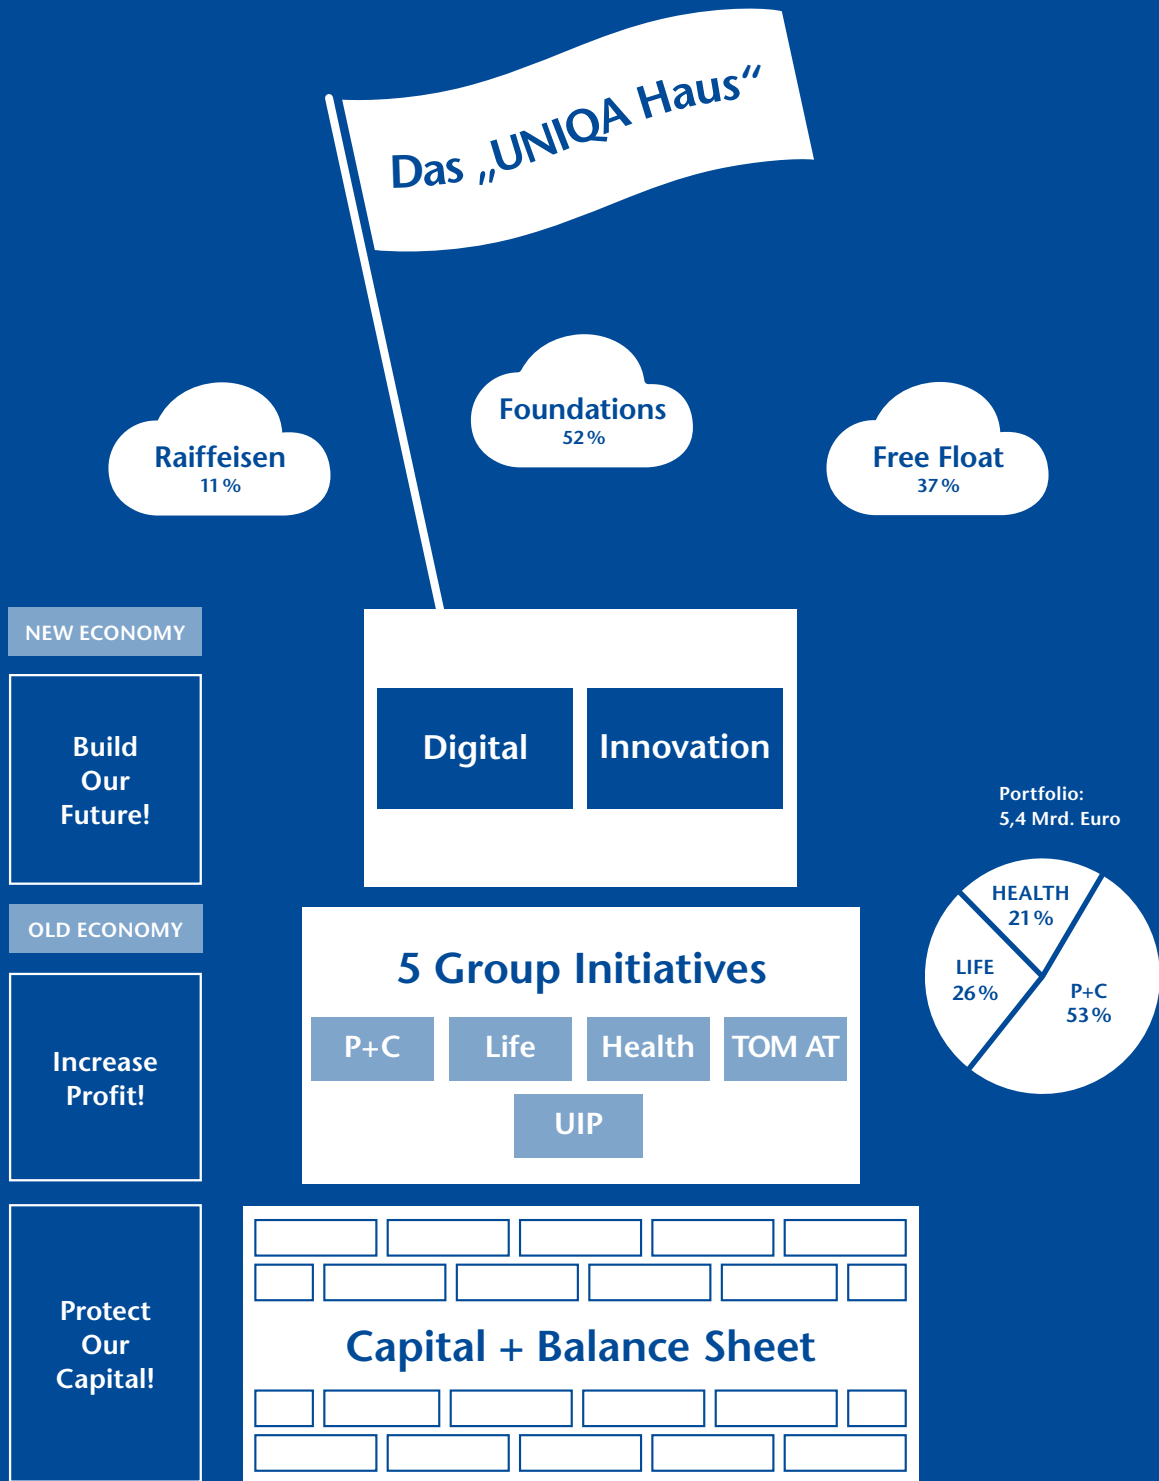 Das „UNIQA Haus“
Foundations
52 %
Raiffeisen
11 %
Free Float
37 %
NEW ECONOMY
Build
Our
Future!
Digital
Innovation
Portfolio:
5,4 Mrd. Euro
HEALTH
21 %
LIFE
26 %
P+C
53 %
OLD ECONOMY
Increase
Profit!
5 Group Initiatives
P+C
Life
Health
TOM AT
UIP
Protect
Our
Capital!
Capital + Balance Sheet